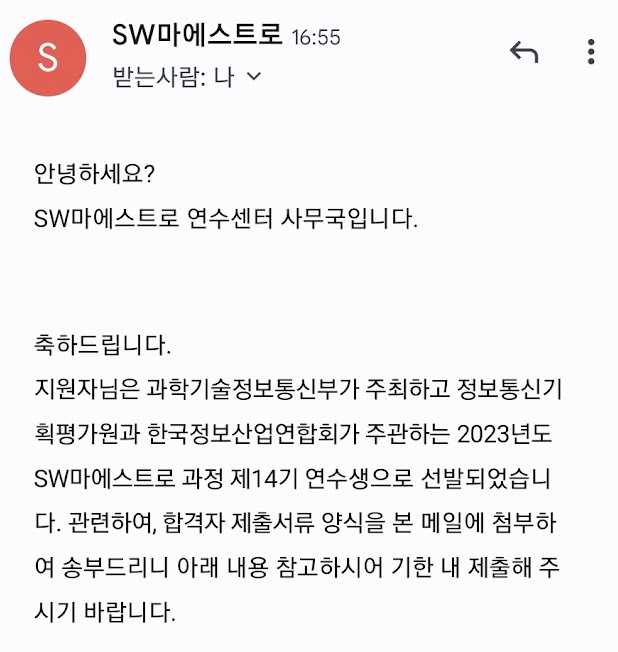 S
SW마에스트로 16:55
받는사람: 나
안녕하세요?
SW마에스트로 연수센터 사무국입니다.
축하드립니다.
지원자님은 과학기술정보통신부가 주최하고 정보통신기
획평가원과 한국정보산업연합회가 주관하는 2023년도
SW마에스트로 과정 제14기 연수생으로 선발되었습니
다. 관련하여, 합격자 제출서류 양식을 본 메일에 첨부하
여 송부드리니 아래 내용 참고하시어 기한 내 제출해 주
시기 바랍니다.